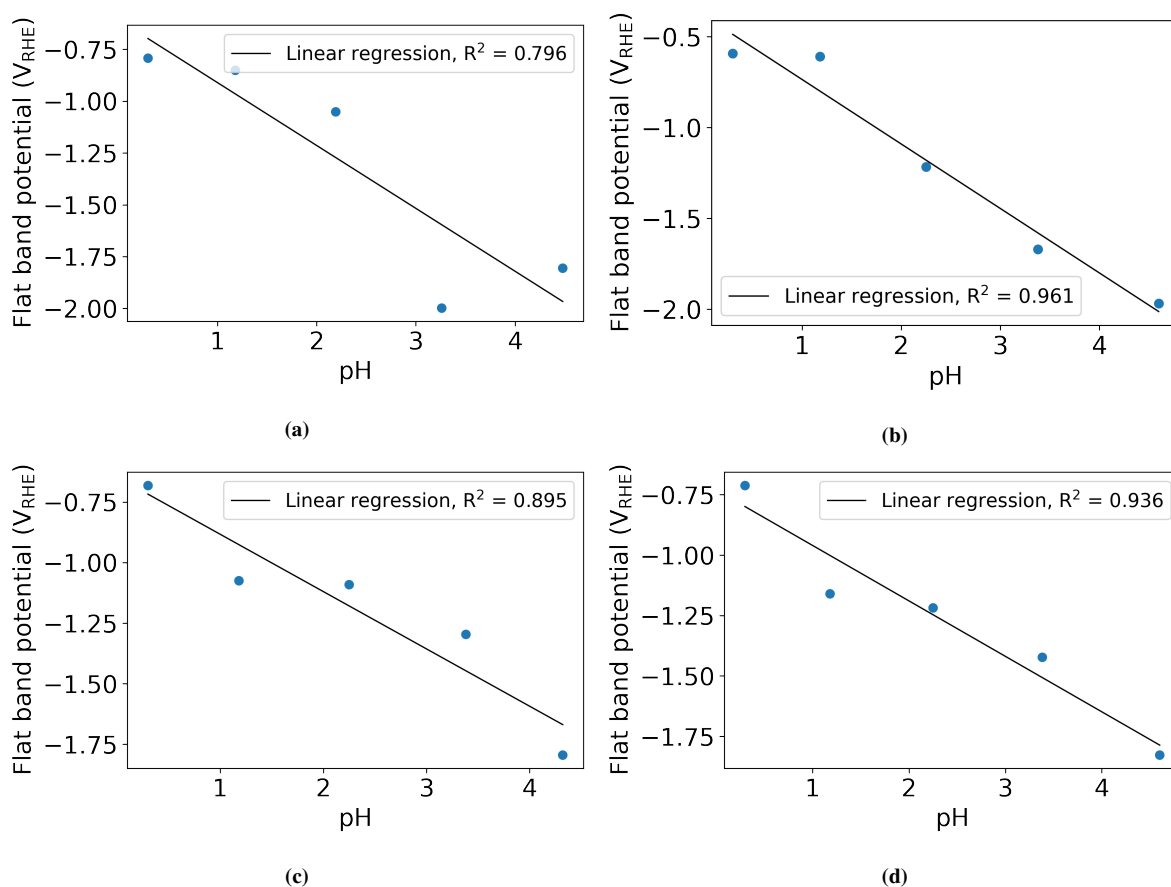 Flat band potential (V_RHE)
−0.75
−1.00
−1.25
−1.50
−1.75
−2.00
Linear regression, R² = 0.796
1 2 3 4
pH
(a)
Flat band potential (V_RHE)
−0.5
−1.0
−1.5
−2.0
Linear regression, R² = 0.961
1 2 3 4
pH
(b)
Flat band potential (V_RHE)
−0.75
−1.00
−1.25
−1.50
−1.75
Linear regression, R² = 0.895
1 2 3 4
pH
(c)
Flat band potential (V_RHE)
−0.75
−1.00
−1.25
−1.50
−1.75
Linear regression, R² = 0.936
1 2 3 4
pH
(d)